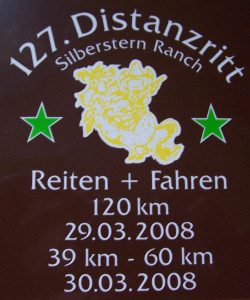 127. Distanzritt
Silberstern Ranch
Reiten + Fahren
120 km
29.03.2008
39 km - 60 km
30.03.2008